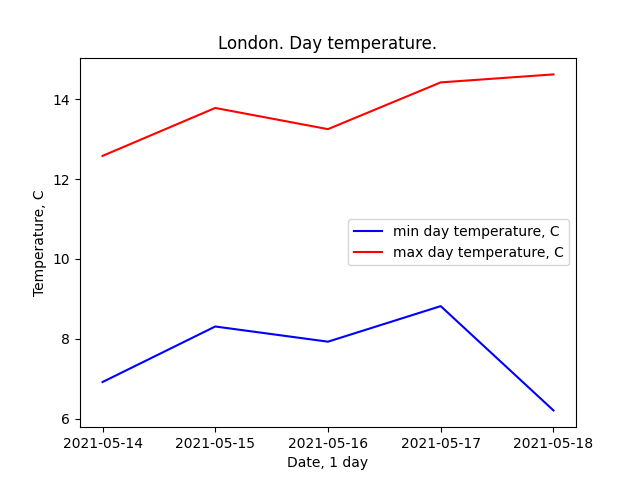 London. Day temperature.
14
12
10
8
6
Temperature, C
min day temperature, C
max day temperature, C
2021-05-14
2021-05-15
2021-05-16
2021-05-17
2021-05-18
Date, 1 day